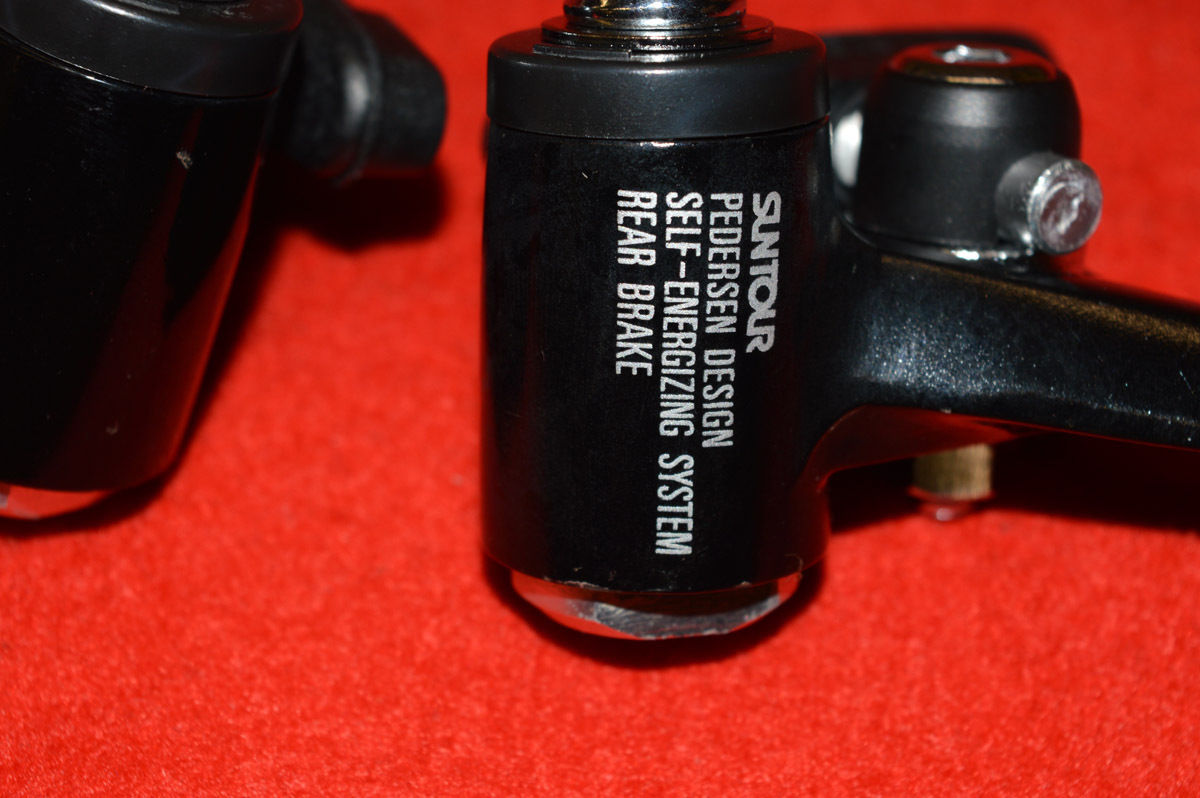 SUNTOUR
PEDERSEN DESIGN
SELF-ENERGIZING SYSTEM
REAR BRAKE